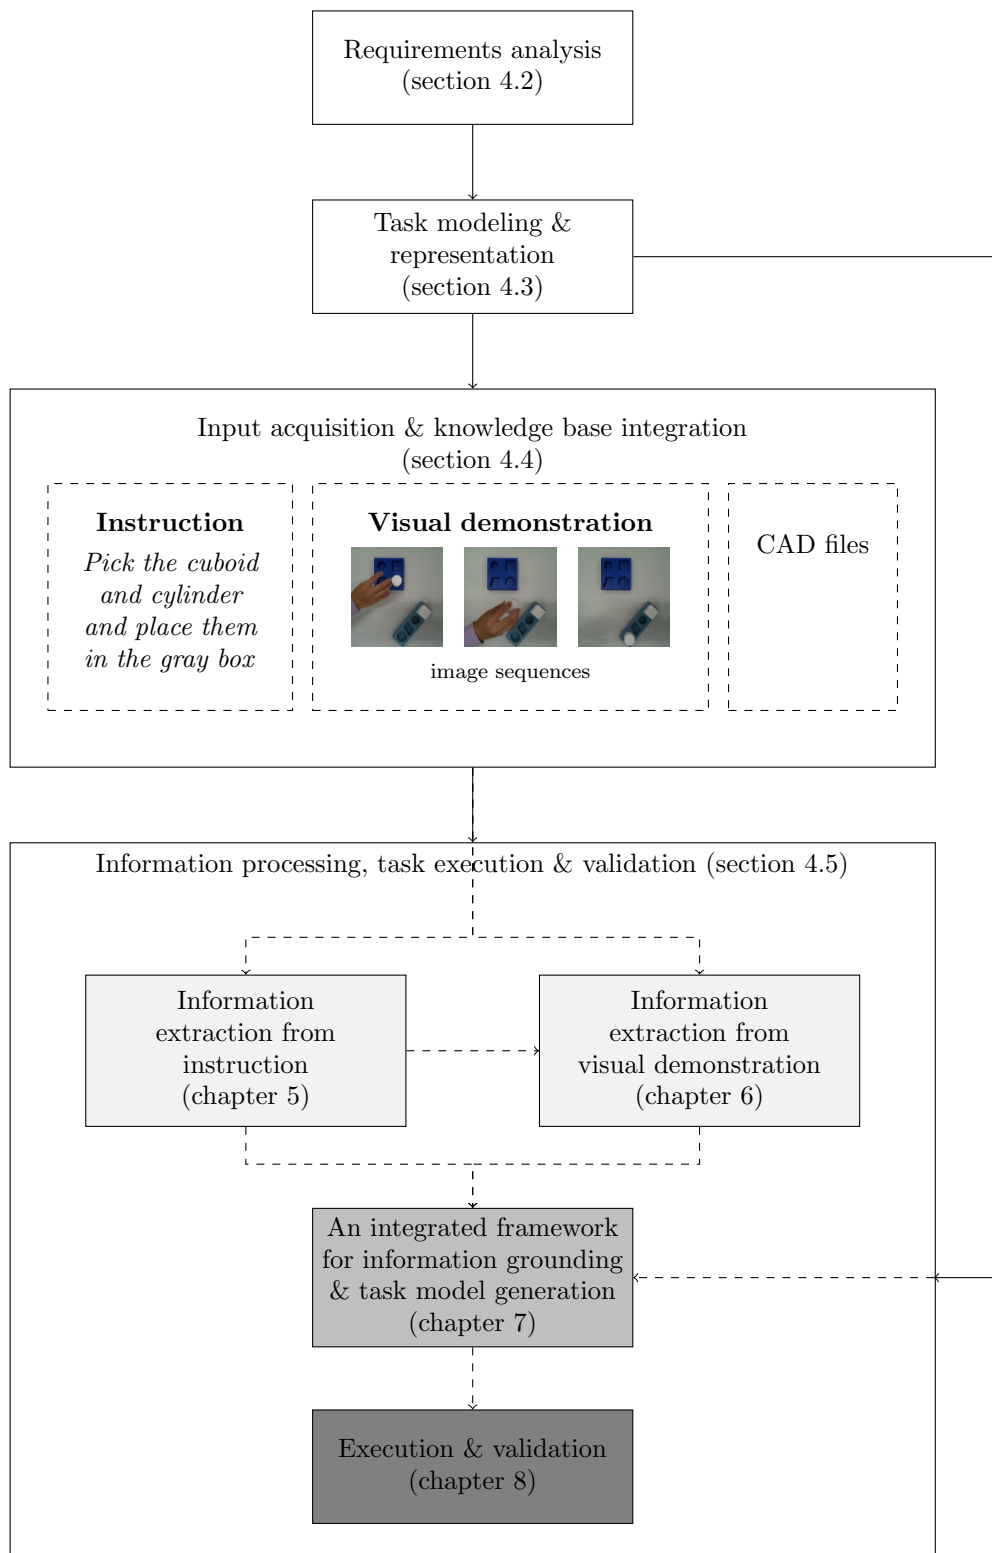 Requirements analysis
(section 4.2)
Task modeling &
representation
(section 4.3)
Input acquisition & knowledge base integration
(section 4.4)
Instruction
Pick the cuboid
and cylinder
and place them
in the gray box
Visual demonstration
image sequences
CAD files
Information processing, task execution & validation (section 4.5)
Information
extraction from
instruction
(chapter 5)
Information
extraction from
visual demonstration
(chapter 6)
An integrated framework
for information grounding
& task model generation
(chapter 7)
Execution & validation
(chapter 8)